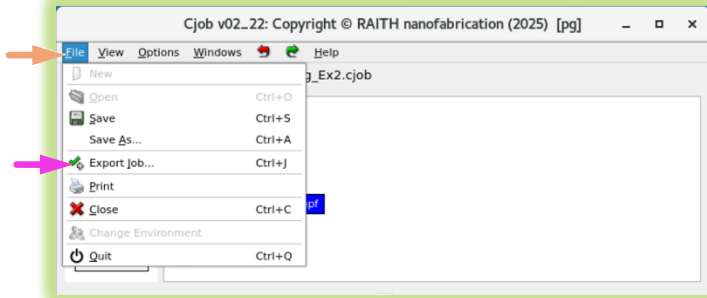 Cjob v02_22: Copyright © RAITH nanofabrication (2025) [pg]
File View Options Windows Help
g_Ex2.cjob
New
Open Ctrl+O
Save Ctrl+S
Save As... Ctrl+A
Export Job... Ctrl+J
Print
pf
Close Ctrl+C
Change Environment
Quit Ctrl+Q